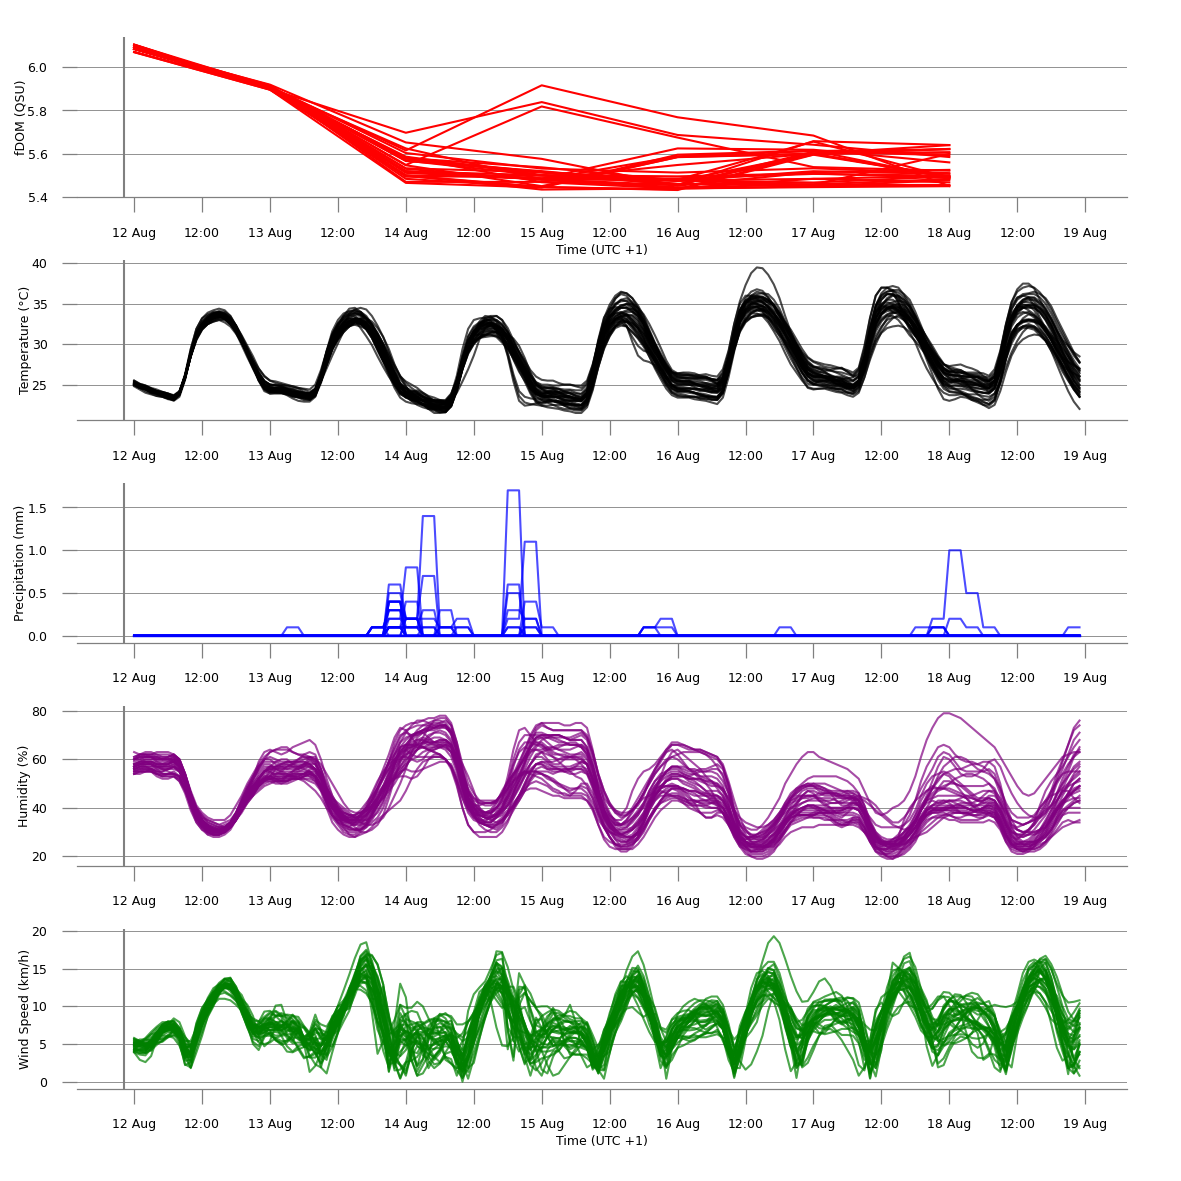 fDOM (QSU)
6.0
5.8
5.6
5.4
12 Aug 12:00 13 Aug 12:00 14 Aug 12:00 15 Aug 12:00 16 Aug 12:00 17 Aug 12:00 18 Aug 12:00 19 Aug
Time (UTC +1)
Temperature (°C)
40
35
30
25
12 Aug 12:00 13 Aug 12:00 14 Aug 12:00 15 Aug 12:00 16 Aug 12:00 17 Aug 12:00 18 Aug 12:00 19 Aug
Precipitation (mm)
1.5
1.0
0.5
0.0
12 Aug 12:00 13 Aug 12:00 14 Aug 12:00 15 Aug 12:00 16 Aug 12:00 17 Aug 12:00 18 Aug 12:00 19 Aug
Humidity (%)
80
60
40
20
12 Aug 12:00 13 Aug 12:00 14 Aug 12:00 15 Aug 12:00 16 Aug 12:00 17 Aug 12:00 18 Aug 12:00 19 Aug
Wind Speed (km/h)
20
15
10
5
0
12 Aug 12:00 13 Aug 12:00 14 Aug 12:00 15 Aug 12:00 16 Aug 12:00 17 Aug 12:00 18 Aug 12:00 19 Aug
Time (UTC +1)